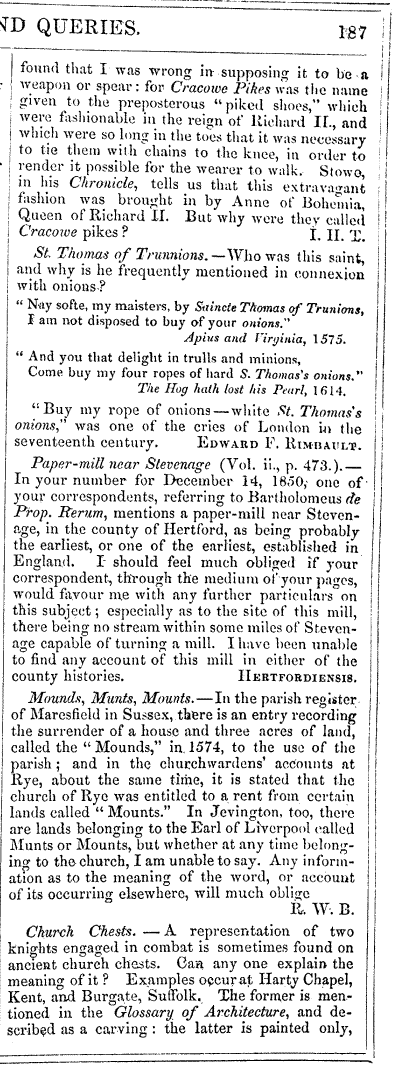 ND QUERIES. 187
found that I was wrong in supposing it to be a
weapon or spear: for Cracowe Pikes was the name
given to the preposterous "piked shoes," which
were fashionable in the reign of Richard II., and
which were so long in the toes that it was necessary
to tie them with chains to the knee, in order to
render it possible for the wearer to walk. Stowe,
in his Chronicle, tells us that this extravagant
fashion was brought in by Anne of Bohemia,
Queen of Richard II. But why were they called
Cracowe pikes? I. H. T.
St. Thomas of Trunnions.—Who was this saint,
and why is he frequently mentioned in connexion
with onions?
"Nay softe, my maisters, by Saincte Thomas of Trunions,
I am not disposed to buy of your onions."
Apius and Virginia, 1575.
"And you that delight in trulls and minions,
Come buy my four ropes of hard S. Thomas's onions."
The Hog hath lost his Pearl, 1614.
"Buy my rope of onions—white St. Thomas's
onions," was one of the cries of London in the
seventeenth century. EDWARD F. RIMBAULT.
Paper-mill near Stevenage (Vol. ii., p. 473.).—
In your number for December 14, 1850, one of
your correspondents, referring to Bartholomeus de
Prop. Rerum, mentions a paper-mill near Steven-
age, in the county of Hertford, as being probably
the earliest, or one of the earliest, established in
England. I should feel much obliged if your
correspondent, through the medium of your pages,
would favour me with any further particulars on
this subject; especially as to the site of this mill,
there being no stream within some miles of Steven-
age capable of turning a mill. I have been unable
to find any account of this mill in either of the
county histories. HERTFORDIENSIS.
Mounds, Munts, Mounts.—In the parish register
of Maresfield in Sussex, there is an entry recording
the surrender of a house and three acres of land,
called the "Mounds," in 1574, to the use of the
parish; and in the churchwardens' accounts at
Rye, about the same time, it is stated that the
church of Rye was entitled to a rent from certain
lands called "Mounts." In Jevington, too, there
are lands belonging to the Earl of Liverpool called
Munts or Mounts, but whether at any time belong-
ing to the church, I am unable to say. Any inform-
ation as to the meaning of the word, or account
of its occurring elsewhere, will much oblige
R. W. B.
Church Chests.—A representation of two
knights engaged in combat is sometimes found on
ancient church chests. Can any one explain the
meaning of it? Examples occur at Harty Chapel,
Kent, and Burgate, Suffolk. The former is men-
tioned in the Glossary of Architecture, and de-
scribed as a carving: the latter is painted only,